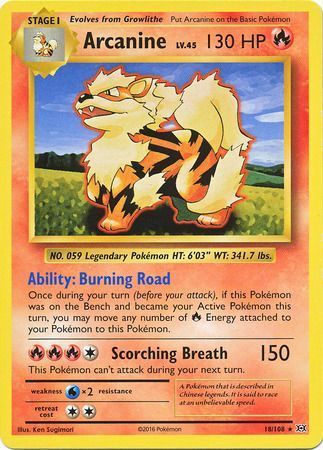 STAGE 1 Evolves from Growlithe Put Arcanine on the Basic Pokémon
Arcanine LV.45 130 HP
NO. 059 Legendary Pokémon HT: 6'03" WT: 341.7 lbs.
Ability: Burning Road
Once during your turn (before your attack), if this Pokémon
was on the Bench and became your Active Pokémon this
turn, you may move any number of Energy attached to
your Pokémon to this Pokémon.
Scorching Breath 150
This Pokémon can't attack during your next turn.
weakness ×2 resistance
retreat
cost
A Pokémon that is described in
Chinese legends. It is said to race
at an unbelievable speed.
Illus. Ken Sugimori ©2016 Pokémon 18/108 ★